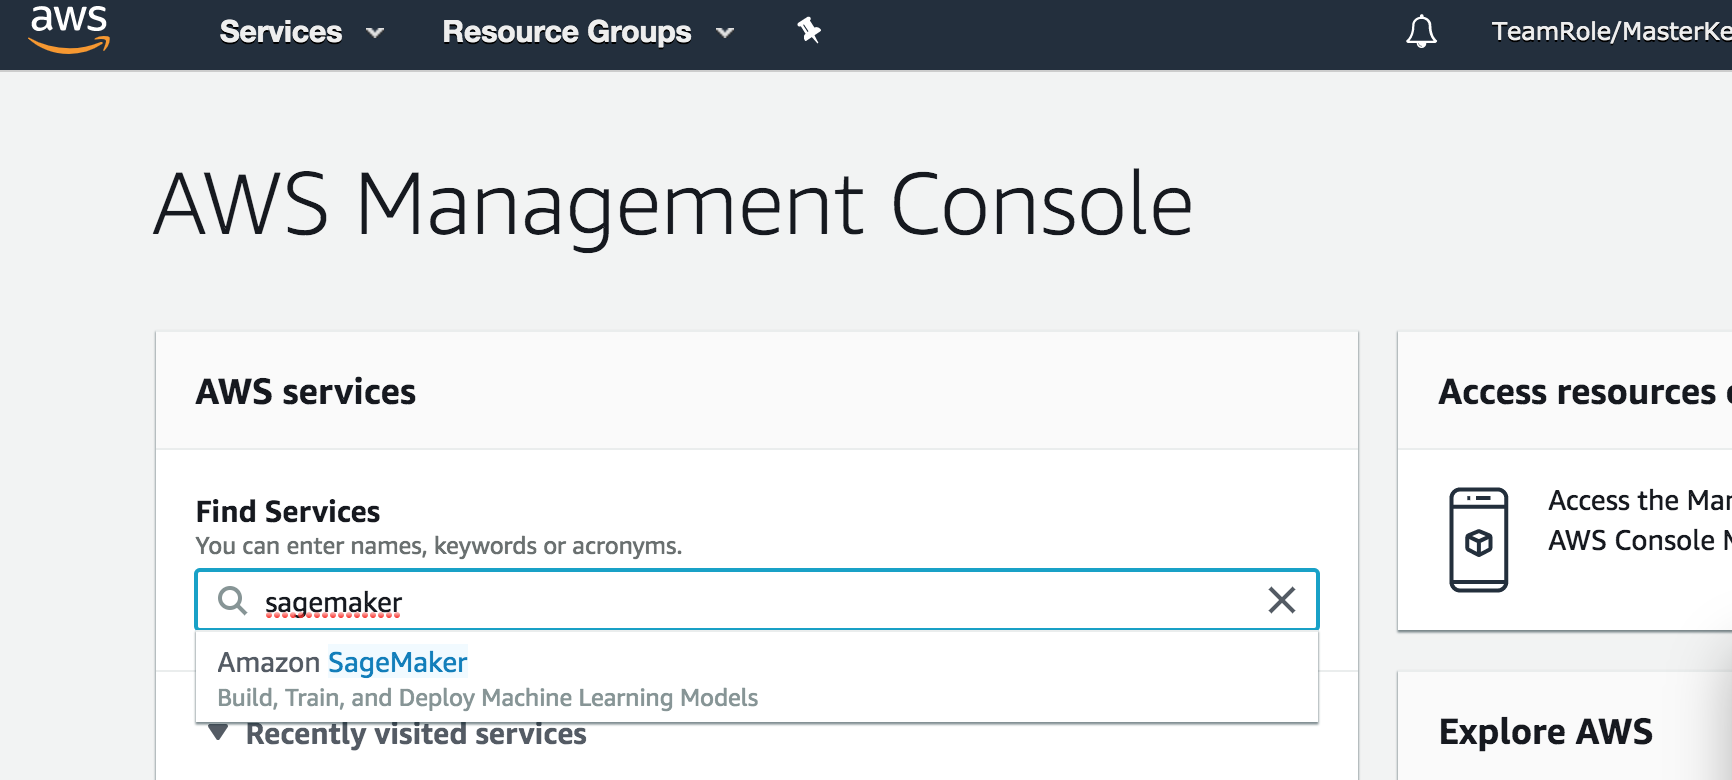 aws Services Resource Groups TeamRole/MasterKe
AWS Management Console
AWS services
Find Services
You can enter names, keywords or acronyms.
sagemaker
Amazon SageMaker
Build, Train, and Deploy Machine Learning Models
Recently visited services
Access resources
Access the Mar
AWS Console
Explore AWS